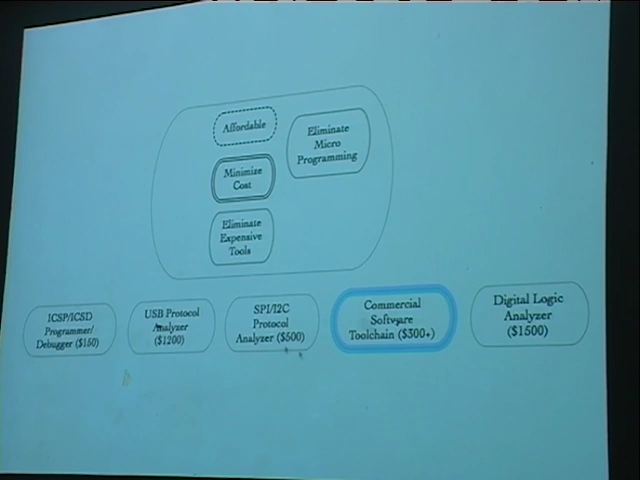 Affordable
Eliminate
Micro
Programming
Minimize
Cost
Eliminate
Expensive
Tools
ICSP/ICSD
Programmer/
Debugger ($150)
USB Protocol
Analyzer
($1200)
SPI/I2C
Protocol
Analyzer ($500)
Commercial
Software
Toolchain ($300+)
Digital Logic
Analyzer
($1500)